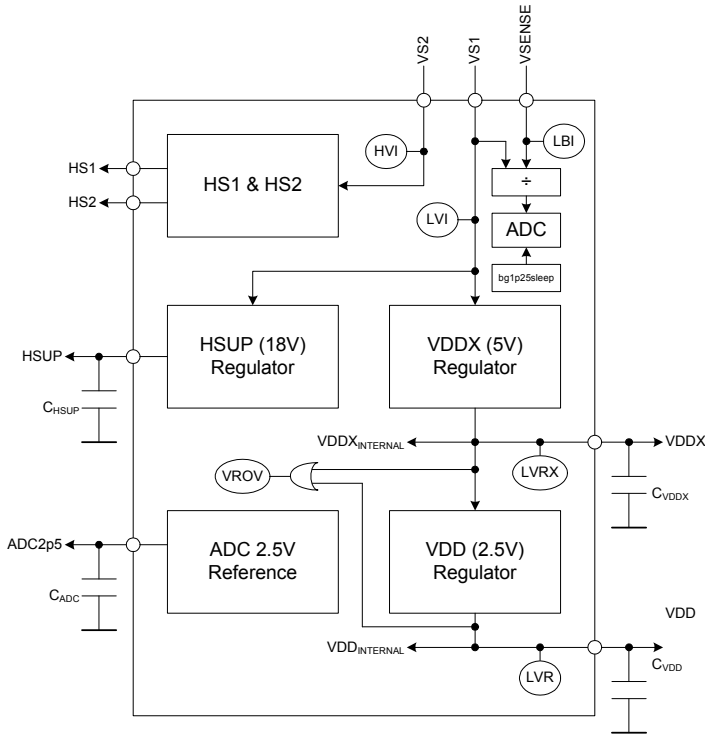 VS2
VS1
VSENSE
HVI
LBI
HS1
HS2
HS1 & HS2
÷
LVI
ADC
bg1p25sleep
HSUP
HSUP (18V)
Regulator
VDDX (5V)
Regulator
CHSUP
VDDXINTERNAL
VDDX
VROV
LVRX
CVDDX
ADC2p5
ADC 2.5V
Reference
VDD (2.5V)
Regulator
CADC
VDD
VDDINTERNAL
LVR
CVDD